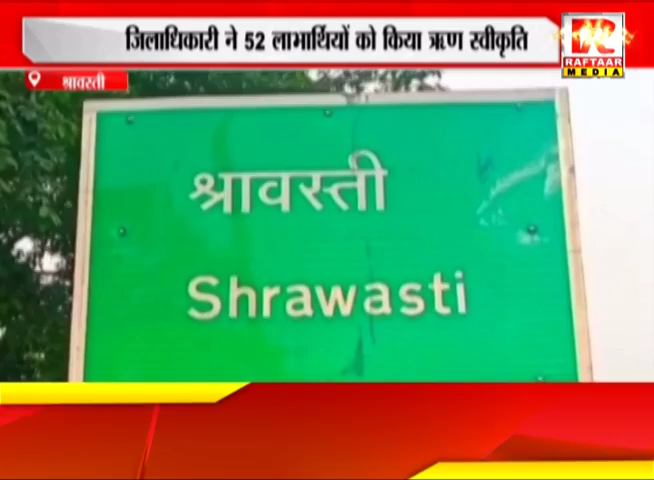 जिलाधिकारी ने 52 लाभार्थियों को किया ऋण स्वीकृति
R
RAFTAAR
MEDIA
श्रावस्ती
श्रावस्ती
Shrawasti